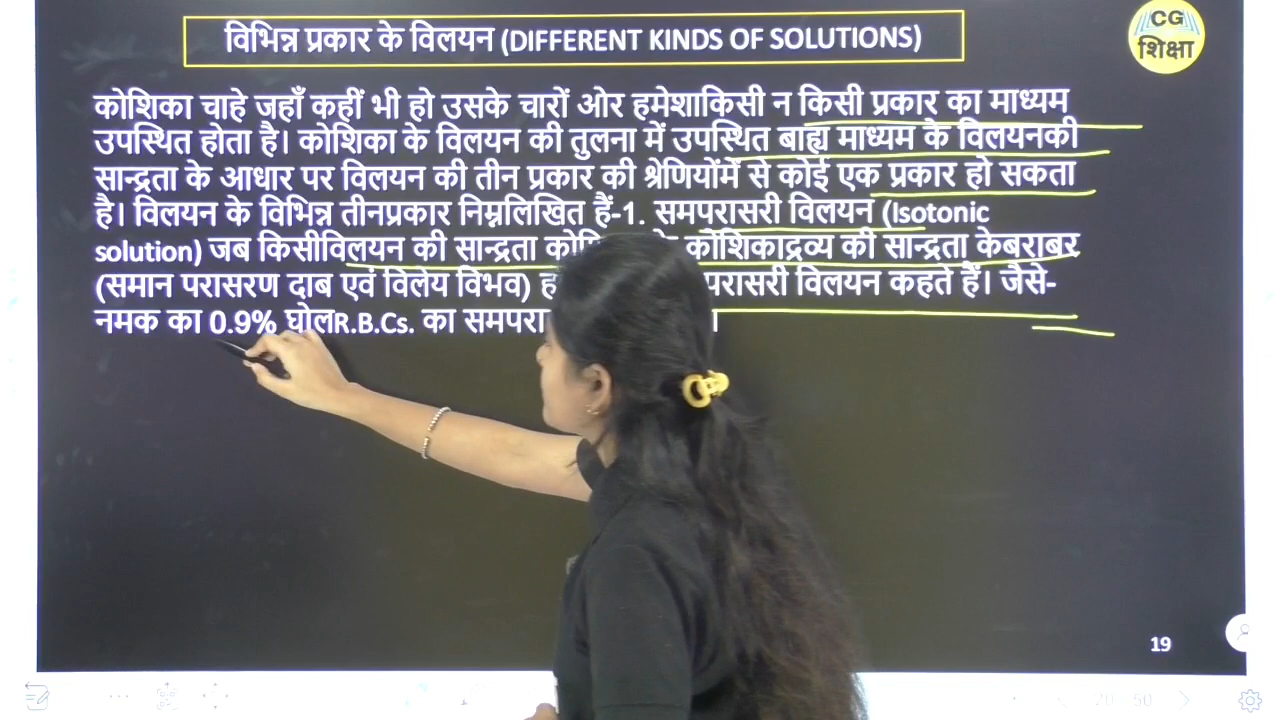 विभिन्न प्रकार के विलयन (DIFFERENT KINDS OF SOLUTIONS)
CG
शिक्षा
कोशिका चाहे जहाँ कहीं भी हो उसके चारों ओर हमेशाकिसी न किसी प्रकार का माध्यम
उपस्थित होता है। कोशिका के विलयन की तुलना में उपस्थित बाह्य माध्यम के विलयनकी
सान्द्रता के आधार पर विलयन की तीन प्रकार की श्रेणियोंमें से कोई एक प्रकार हो सकता
है। विलयन के विभिन्न तीनप्रकार निम्नलिखित हैं-1. समपरासरी विलयन (Isotonic
solution) जब किसीविलयन की सान्द्रता कोशिकाद्रव्य की सान्द्रता केबराबर
(समान परासरण दाब एवं विलेय विभव) विलयन कहते हैं। जैसे-
नमक का 0.9% घोलR.B.Cs. का
19